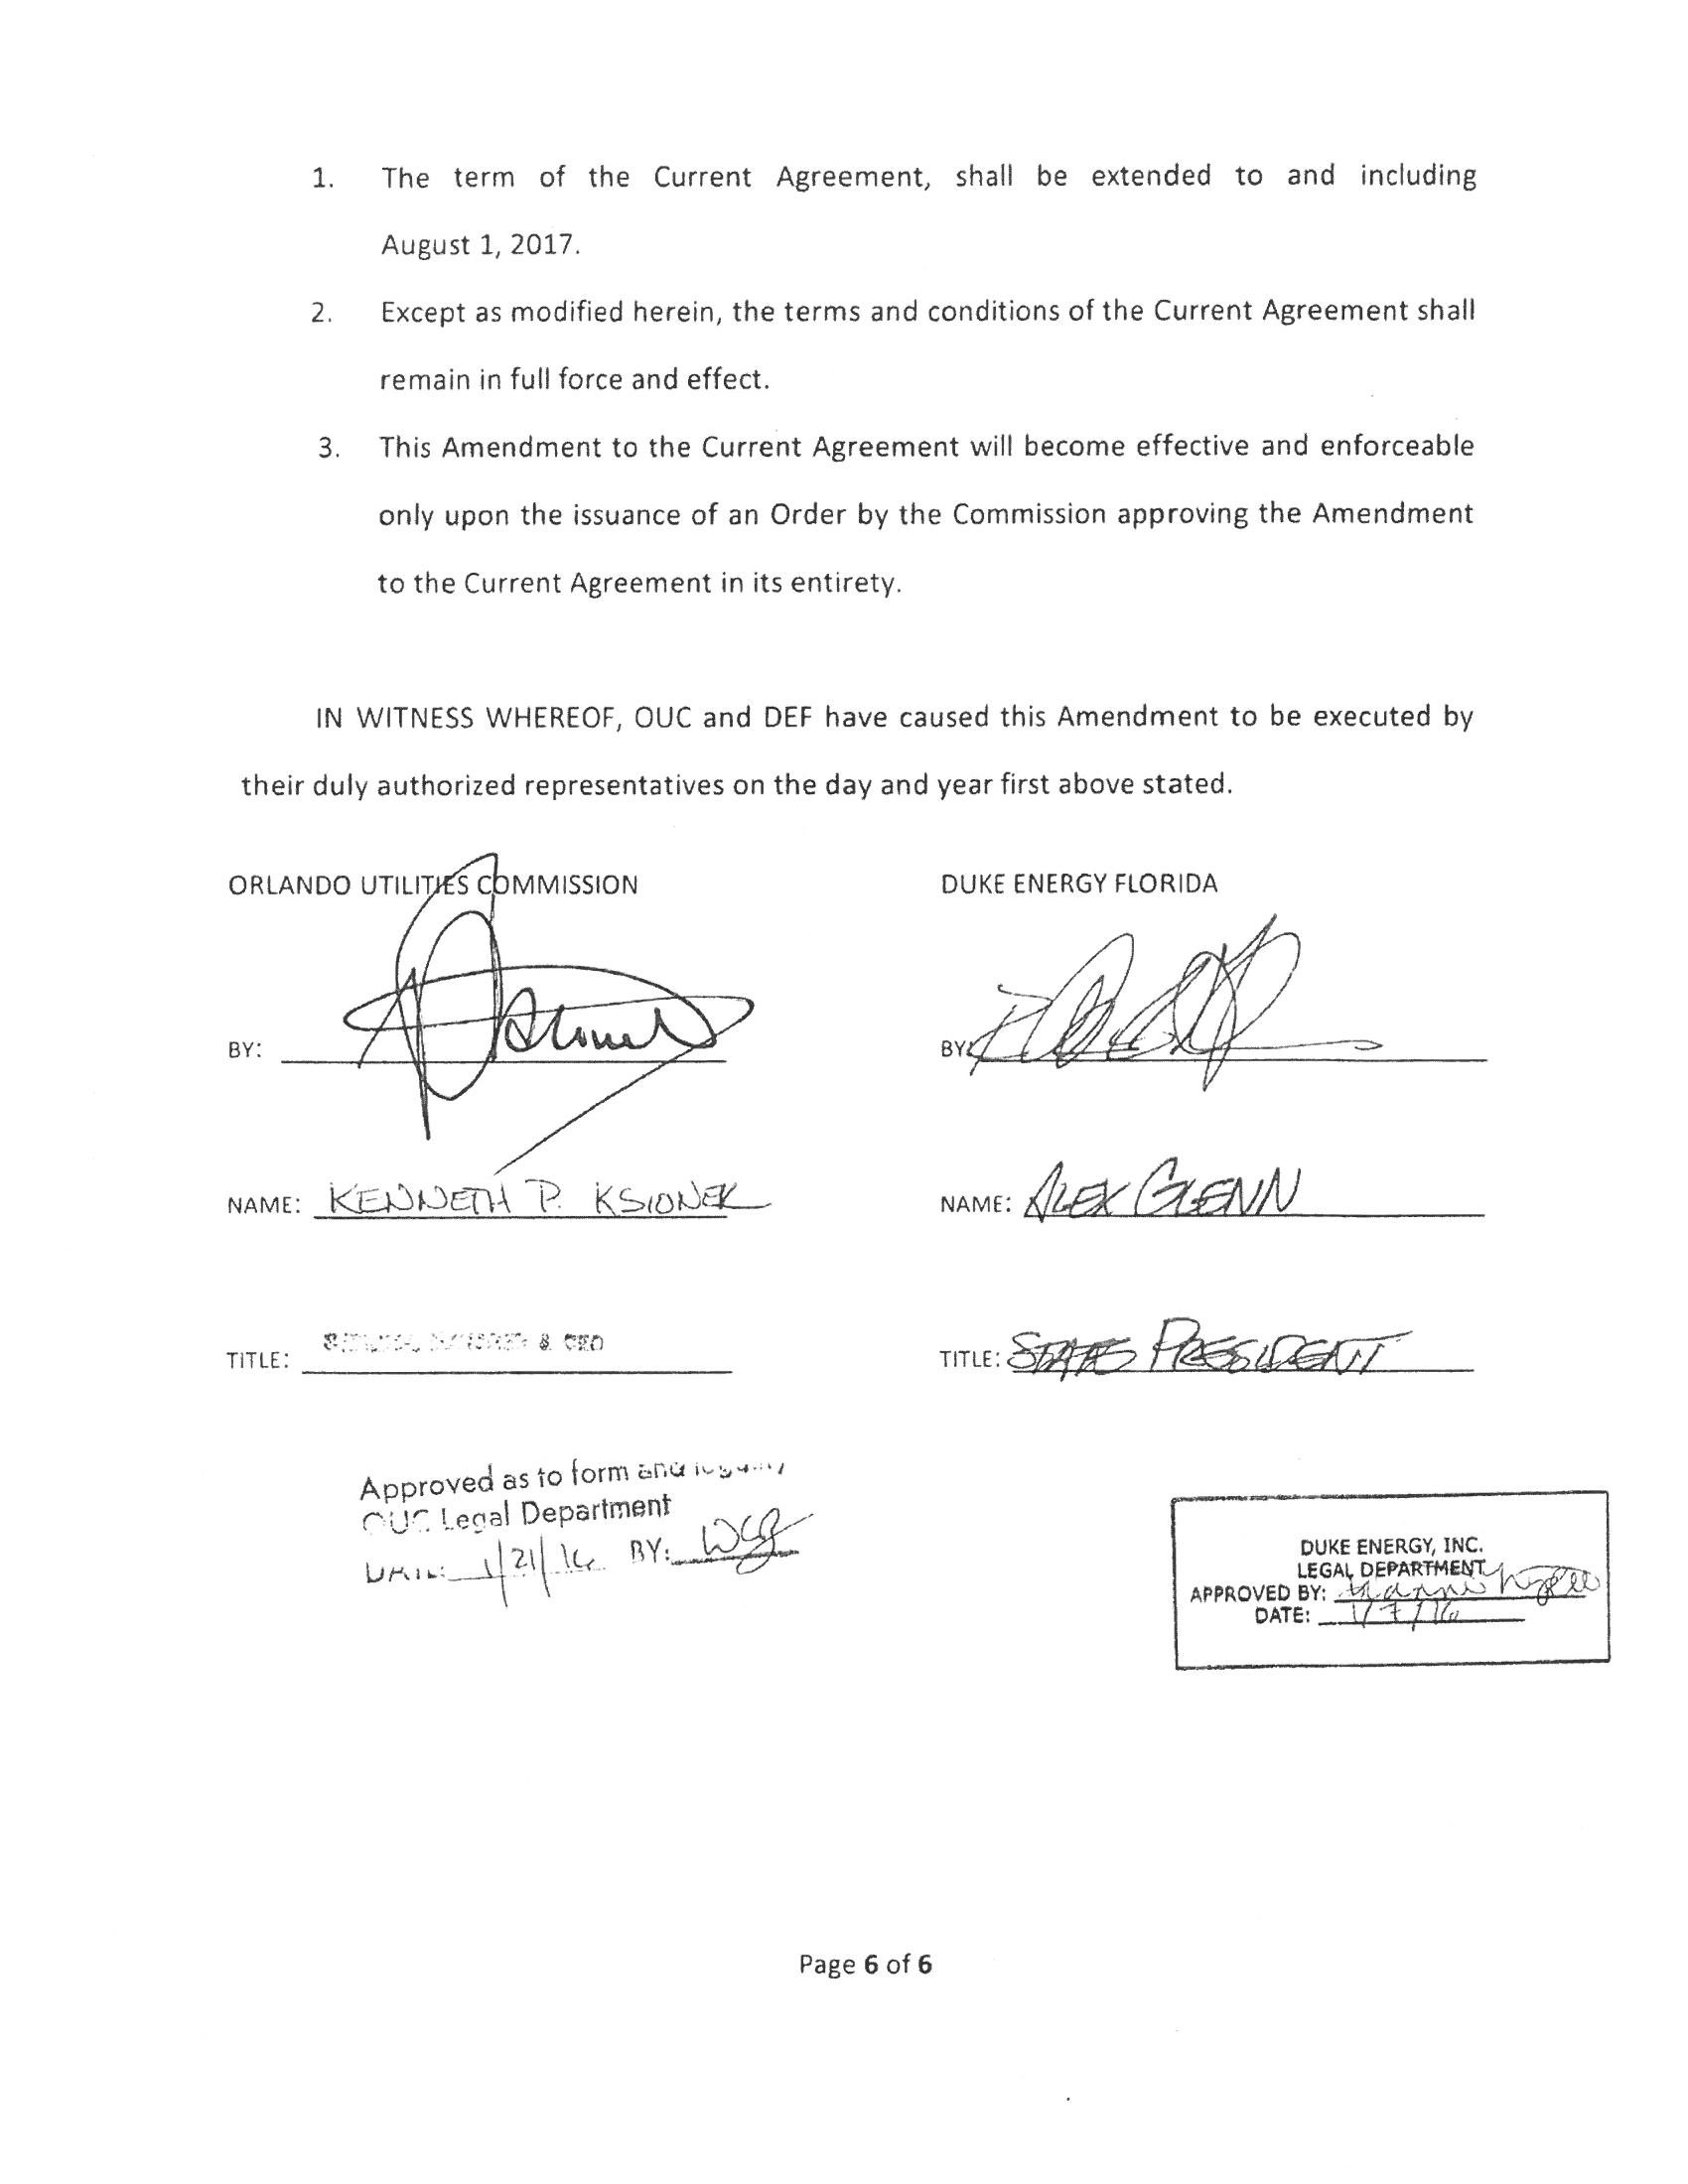 1. The term of the Current Agreement, shall be extended to and including
August 1, 2017.
2. Except as modified herein, the terms and conditions of the Current Agreement shall
remain in full force and effect.
3. This Amendment to the Current Agreement will become effective and enforceable
only upon the issuance of an Order by the Commission approving the Amendment
to the Current Agreement in its entirety.
IN WITNESS WHEREOF, OUC and DEF have caused this Amendment to be executed by
their duly authorized representatives on the day and year first above stated.
ORLANDO UTILITIES COMMISSION DUKE ENERGY FLORIDA
BY: BY:
NAME: KENNETH P. KSIONEK NAME: ALEX GLENN
TITLE: & CEO TITLE: STATE PRESIDENT
Approved as to form and legality
OUC Legal Department
DATE: 1/21/16 BY:
DUKE ENERGY, INC.
LEGAL DEPARTMENT
APPROVED BY:
DATE: 1/7/16
Page 6 of 6